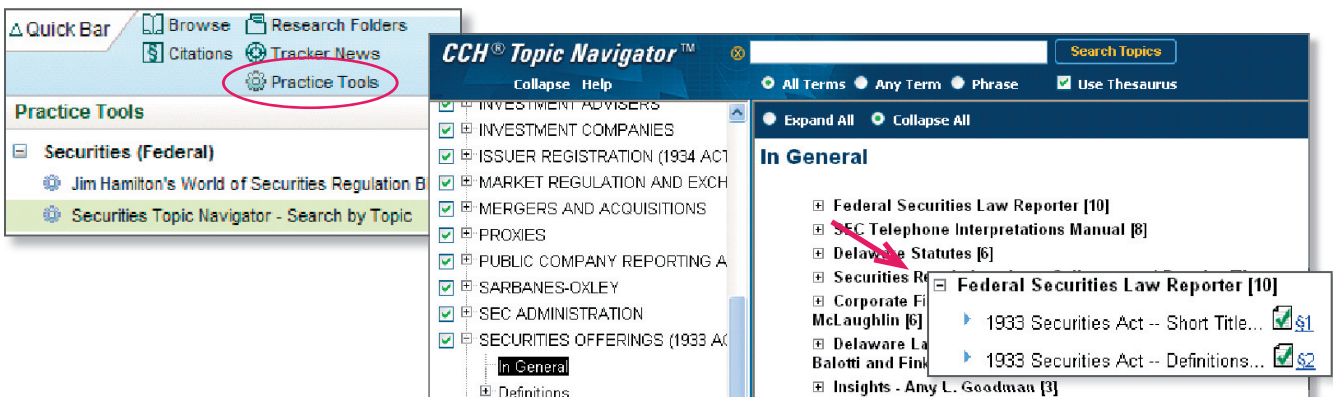 Quick Bar
Browse
Research Folders
Citations
Tracker News
Practice Tools
Practice Tools
Securities (Federal)
Jim Hamilton's World of Securities Regulation
Securities Topic Navigator - Search by Topic
CCH® Topic Navigator™
Search Topics
Collapse Help
All Terms Any Term Phrase Use Thesaurus
INVESTMENT ADVISERS
INVESTMENT COMPANIES
ISSUER REGISTRATION (1934 ACT
MARKET REGULATION AND EXCH
MERGERS AND ACQUISITIONS
PROXIES
PUBLIC COMPANY REPORTING A
SARBANES-OXLEY
SEC ADMINISTRATION
SECURITIES OFFERINGS (1933 AC
In General
Definitions
Expand All Collapse All
In General
Federal Securities Law Reporter [10]
SEC Telephone Interpretations Manual [8]
Delaware Statutes [6]
Securities
Corporate
McLaughlin [6]
Delaware
Balotti and Fink
Insights - Amy L. Goodman [3]
Federal Securities Law Reporter [10]
1933 Securities Act -- Short Title... §1
1933 Securities Act -- Definitions... §2